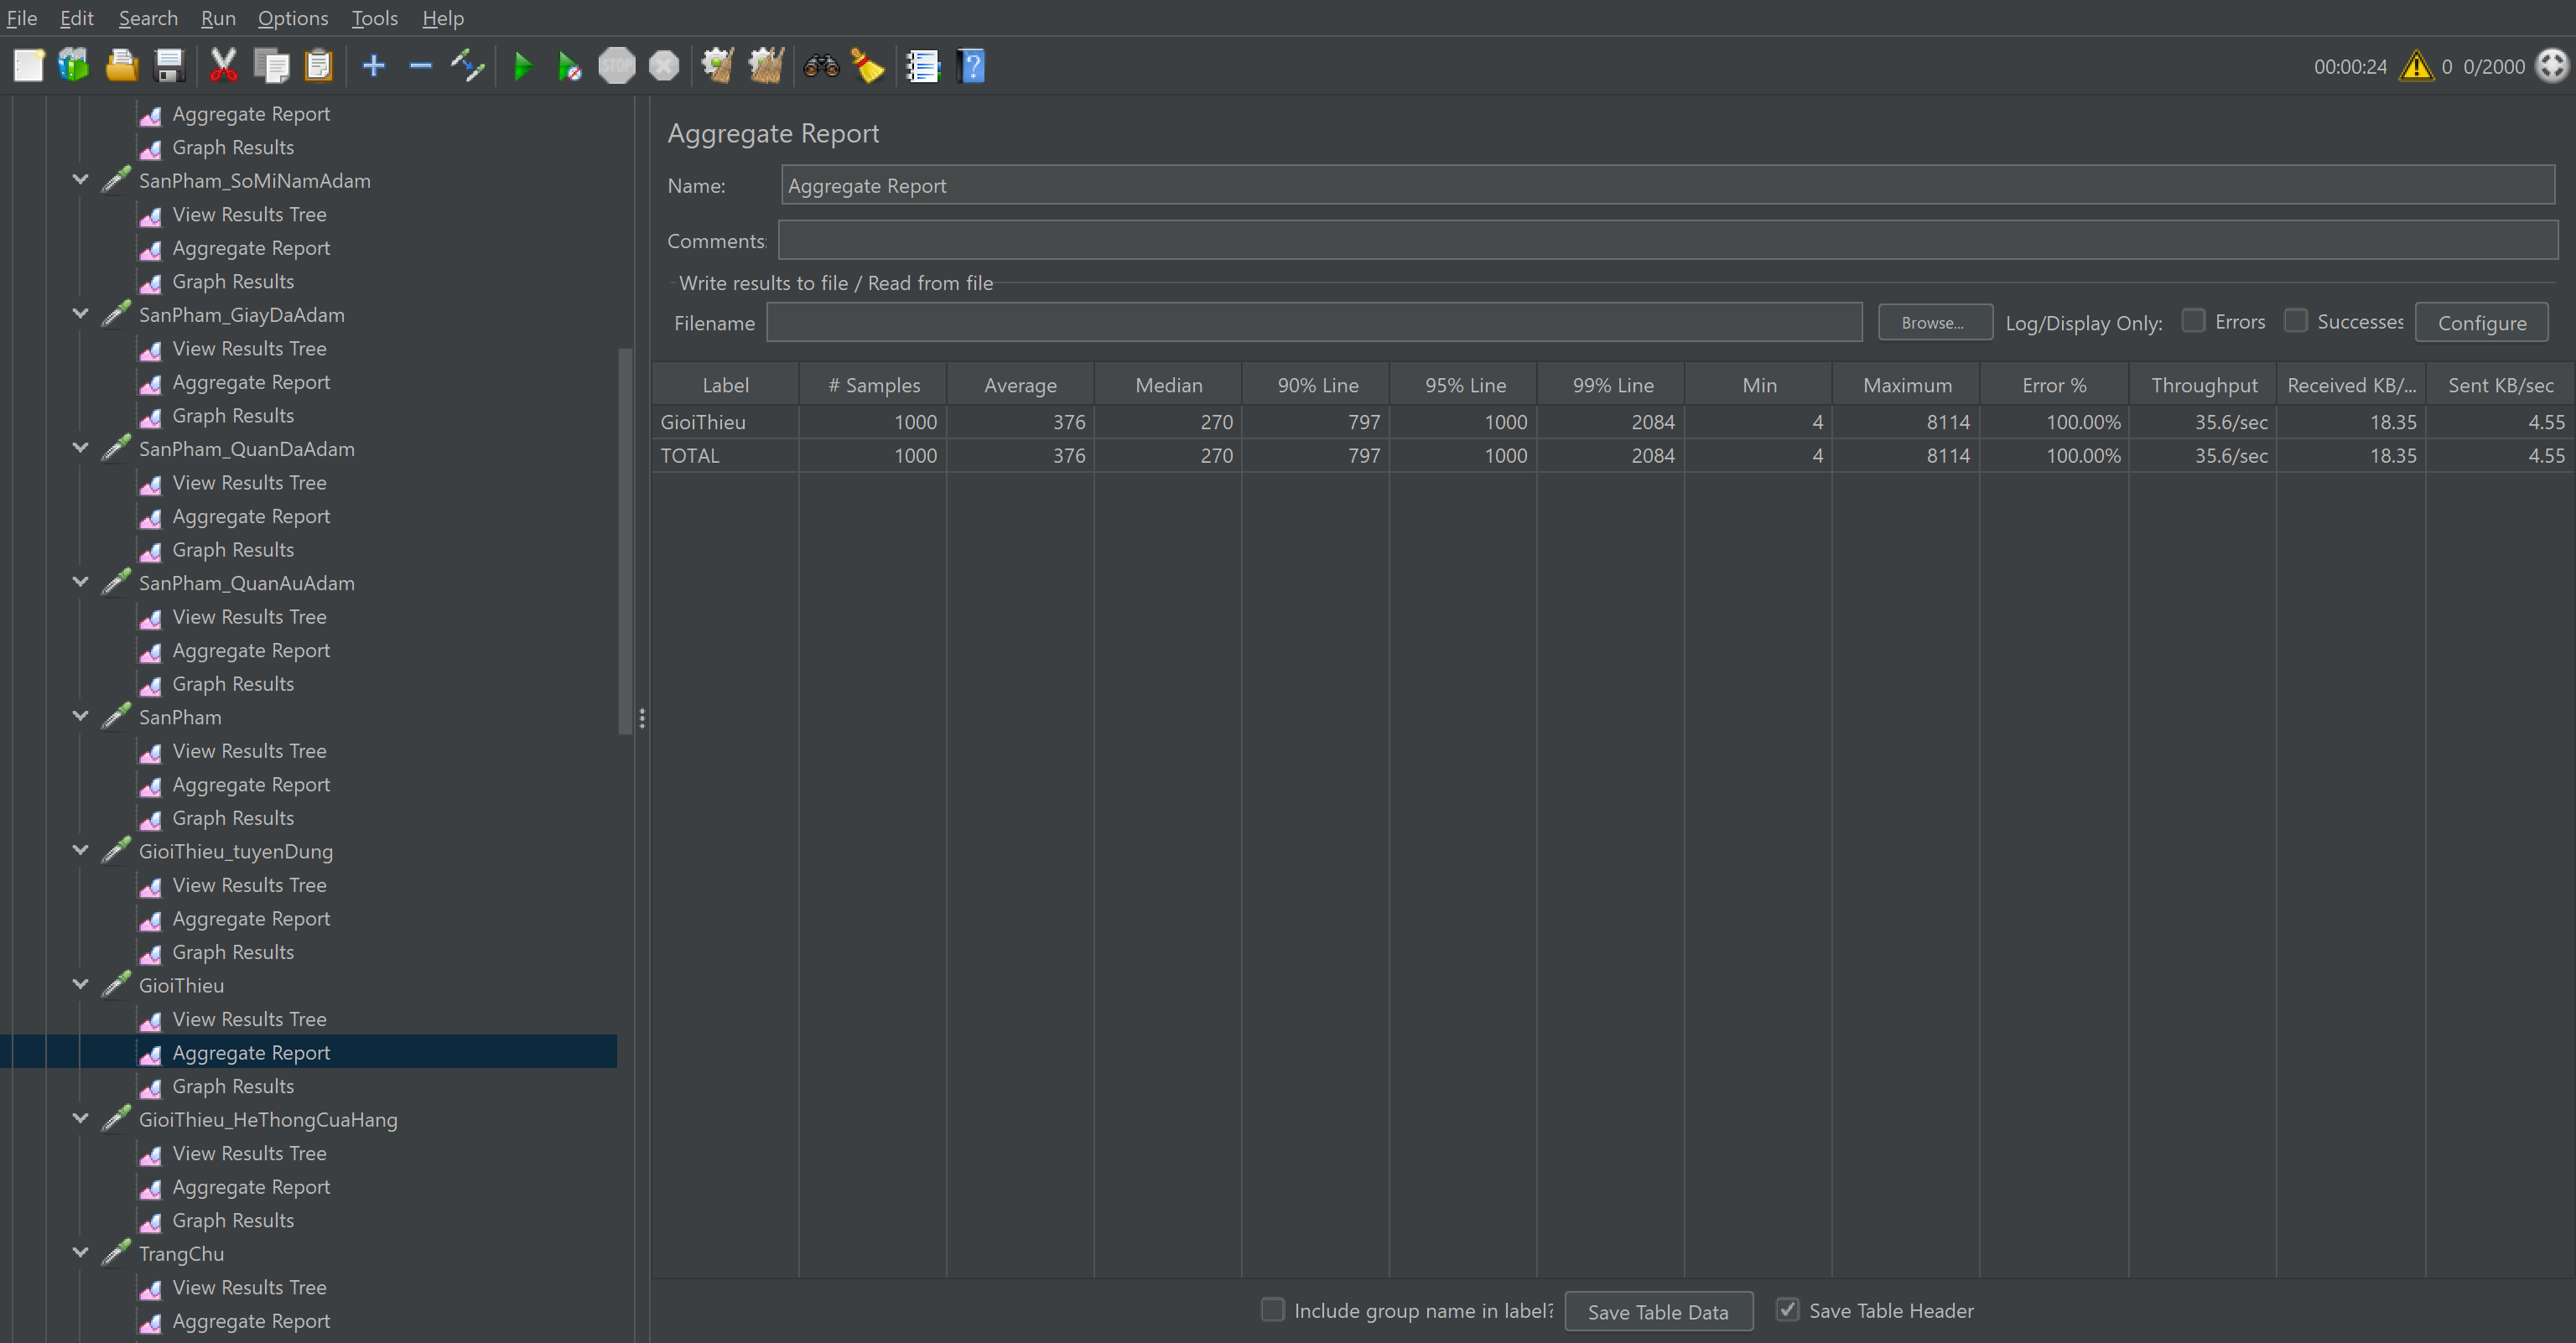 File Edit Search Run Options Tools Help
STOP
00:00:24 0 0/2000
Aggregate Report
Graph Results
SanPham_SoMiNamAdam
View Results Tree
Aggregate Report
Graph Results
SanPham_GiayDaAdam
View Results Tree
Aggregate Report
Graph Results
SanPham_QuanDaAdam
View Results Tree
Aggregate Report
Graph Results
SanPham_QuanAuAdam
View Results Tree
Aggregate Report
Graph Results
SanPham
View Results Tree
Aggregate Report
Graph Results
GioiThieu_tuyenDung
View Results Tree
Aggregate Report
Graph Results
GioiThieu
View Results Tree
Aggregate Report
Graph Results
GioiThieu_HeThongCuaHang
View Results Tree
Aggregate Report
Graph Results
TrangChu
View Results Tree
Aggregate Report
Aggregate Report
Name: Aggregate Report
Comments:
Write results to file / Read from file
Filename Browse... Log/Display Only: Errors Successes Configure
Label # Samples Average Median 90% Line 95% Line 99% Line Min Maximum Error % Throughput Received KB/... Sent KB/sec
GioiThieu 1000 376 270 797 1000 2084 4 8114 100.00% 35.6/sec 18.35 4.55
TOTAL 1000 376 270 797 1000 2084 4 8114 100.00% 35.6/sec 18.35 4.55
Include group name in label? Save Table Data Save Table Header